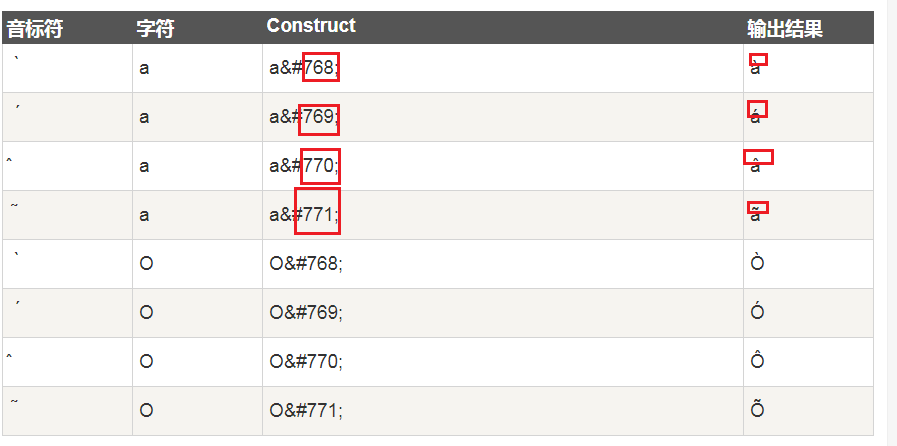 音标符 字符 Construct 输出结果
̀ a a&#768; à
́ a a&#769; á
̂ a a&#770; â
̃ a a&#771; ã
̀ O O&#768; Ò
́ O O&#769; Ó
̂ O O&#770; Ô
̃ O O&#771; Õ